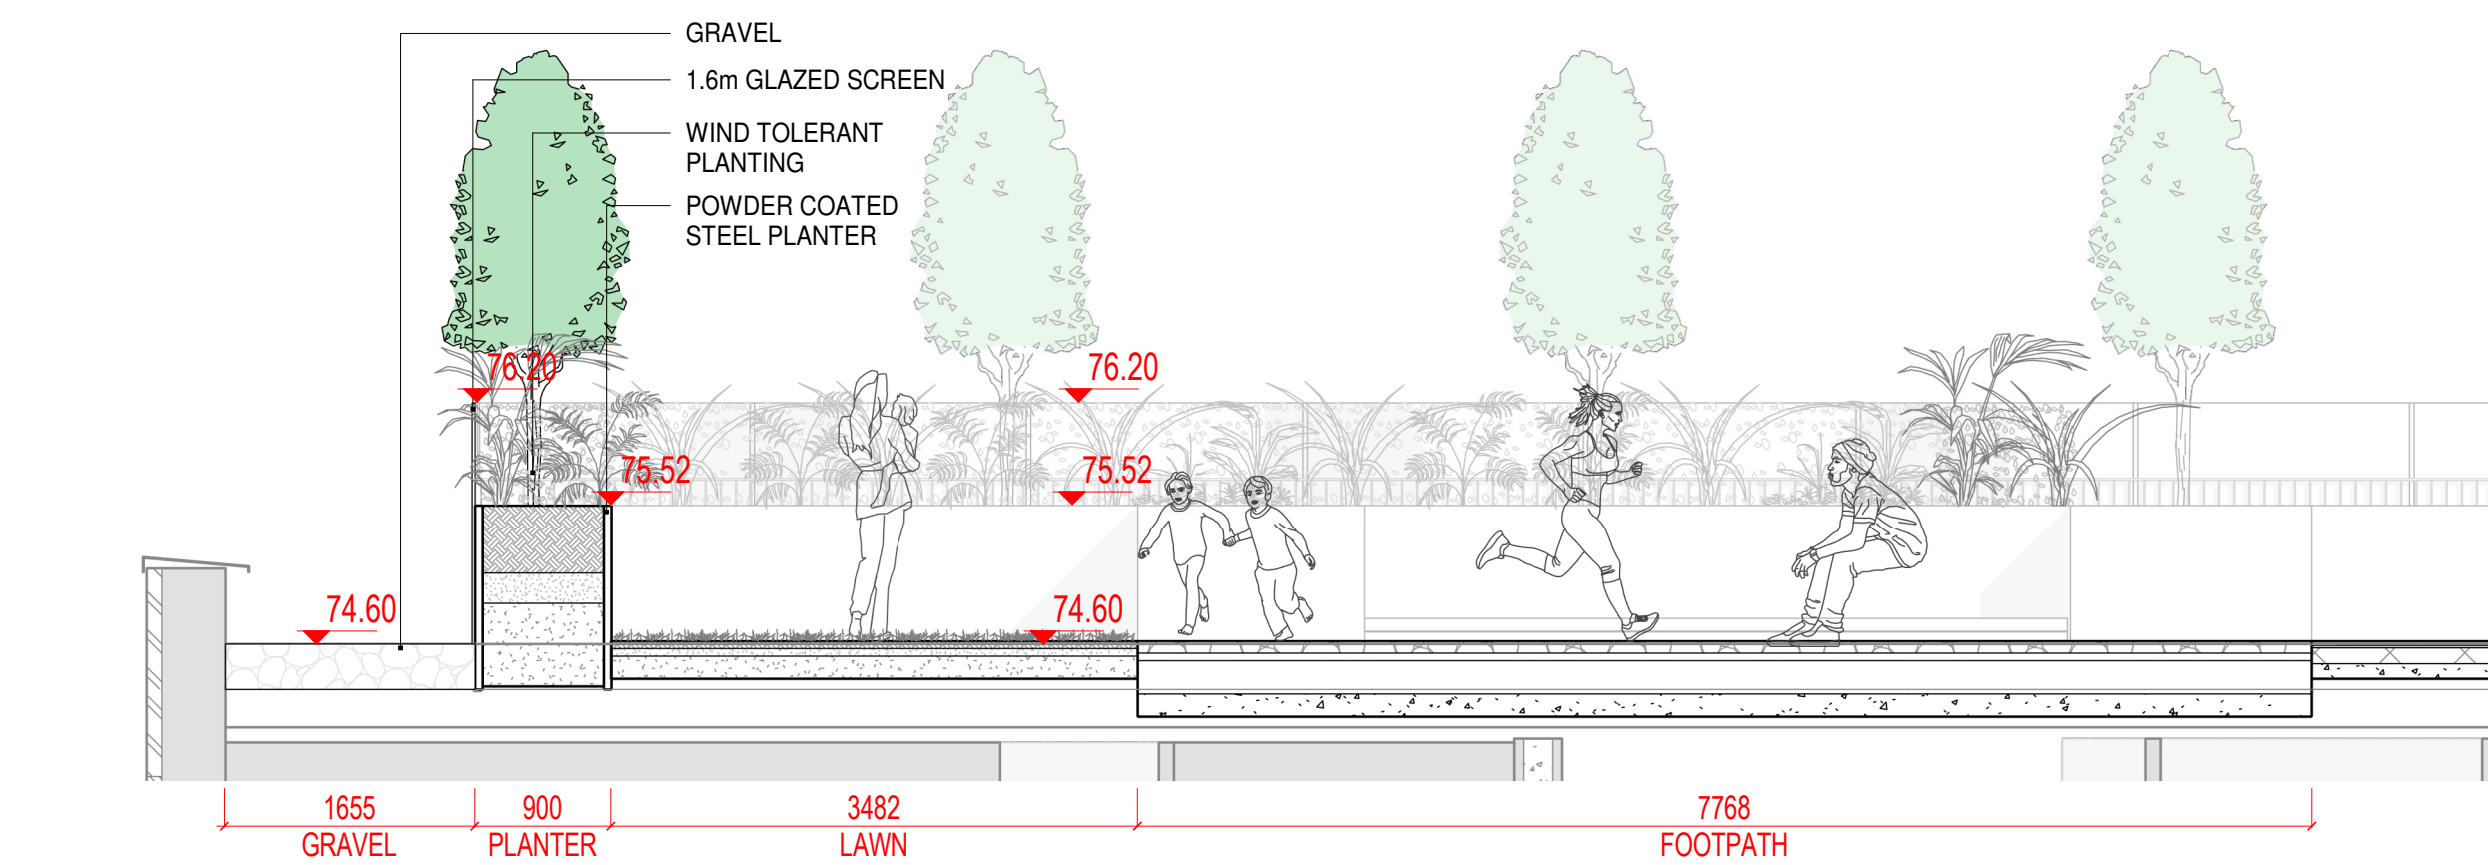 GRAVEL
1.6m GLAZED SCREEN
WIND TOLERANT
PLANTING
POWDER COATED
STEEL PLANTER
76.20
76.20
75.52
75.52
74.60
74.60
1655
900
3482
7768
GRAVEL
PLANTER
LAWN
FOOTPATH